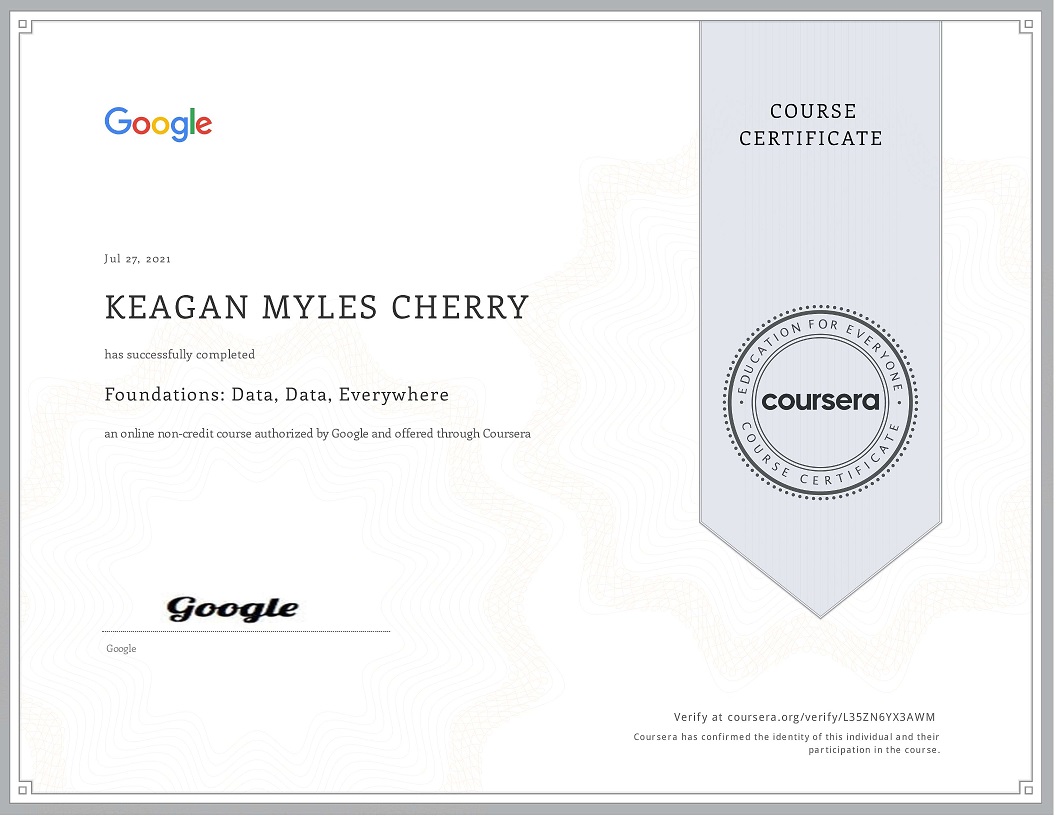 Google
COURSE
CERTIFICATE
Jul 27, 2021
KEAGAN MYLES CHERRY
has successfully completed
Foundations: Data, Data, Everywhere
an online non-credit course authorized by Google and offered through Coursera
EDUCATION FOR EVERYONE
coursera
COURSE CERTIFICATE
Google
Google
Verify at coursera.org/verify/L35ZN6YX3AWM
Coursera has confirmed the identity of this individual and their
participation in the course.